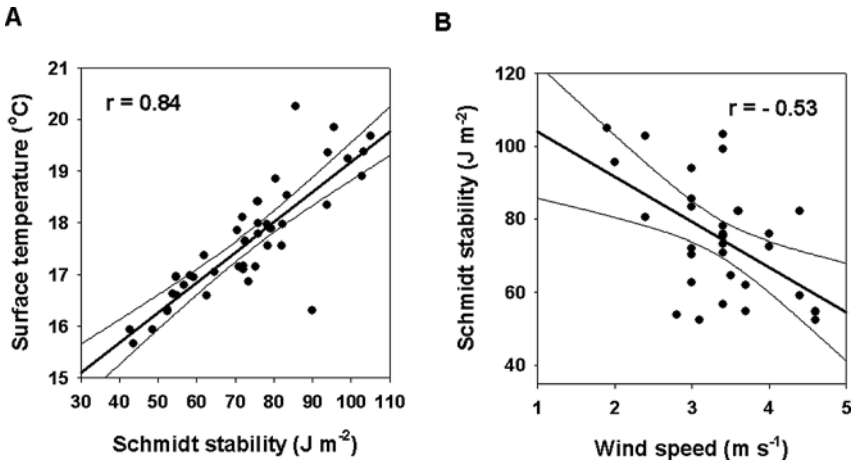 A
B
r = 0.84
Surface temperature (°C)
21
20
19
18
17
16
15
30 40 50 60 70 80 90 100 110
Schmidt stability (J m-2)
r = - 0.53
Schmidt stability (J m-2)
120
100
80
60
40
1 2 3 4 5
Wind speed (m s-1)